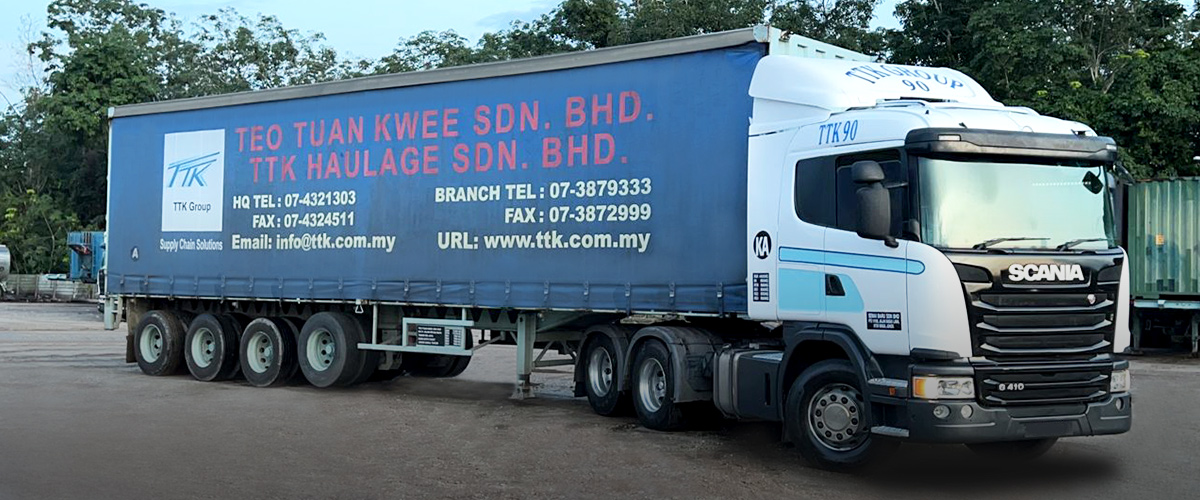 TTK GROUP
90
TTK90
TEO TUAN KWEE SDN. BHD.
TTK HAULAGE SDN. BHD.
TTK
TTK Group
Supply Chain Solutions
HQ TEL : 07-4321303
FAX : 07-4324511
Email: info@ttk.com.my
BRANCH TEL : 07-3879333
FAX : 07-3872999
URL: www.ttk.com.my
KA
A
SCANIA
G 410